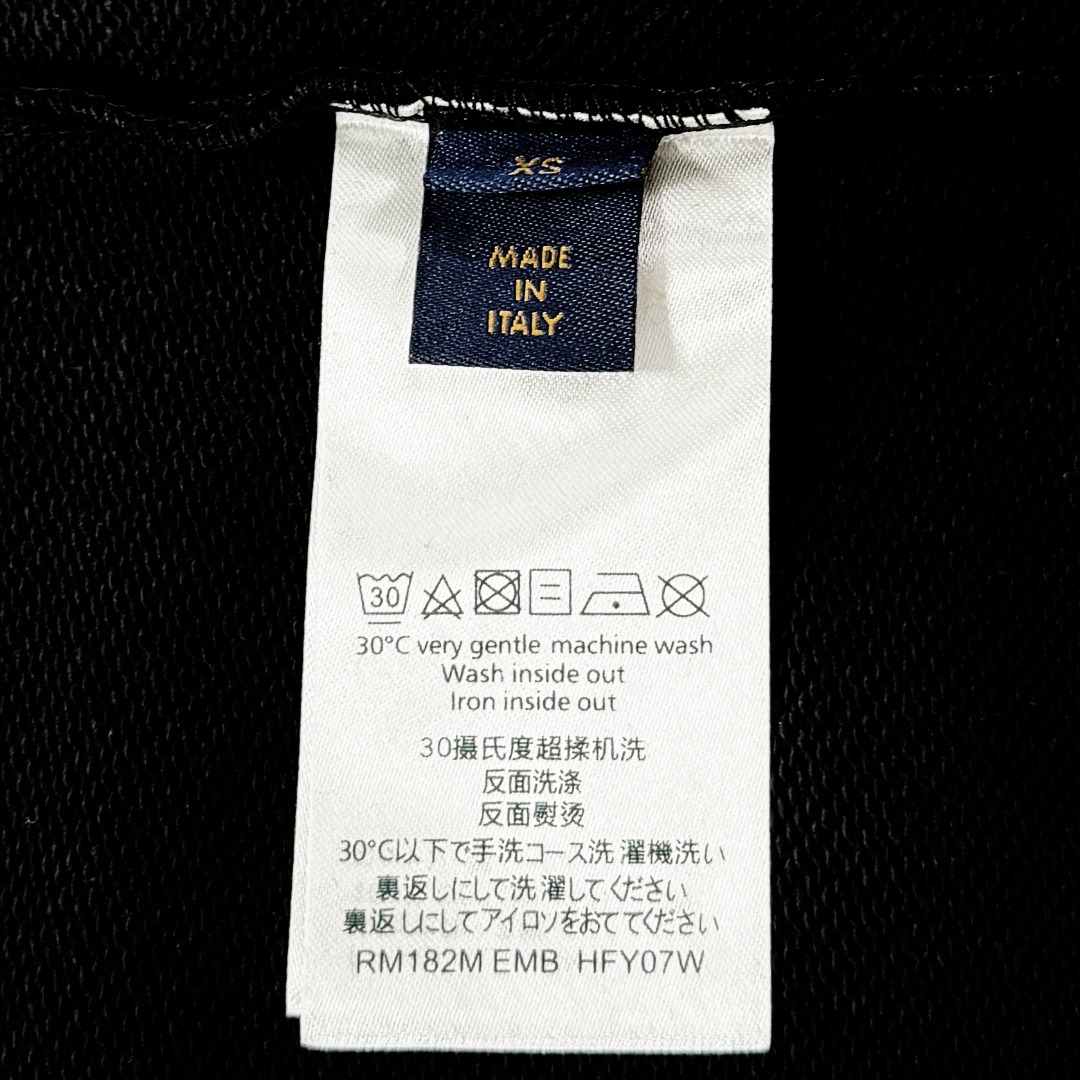 XS
MADE
IN
ITALY
30
30°C very gentle machine wash
Wash inside out
Iron inside out
30摄氏度超揉机洗
反面洗涤
反面熨烫
30°C以下で手洗コース洗 濯機洗い
裏返しにして洗濯してください
裏返しにしてアイロソをおててください
RM182M EMB HFY07W